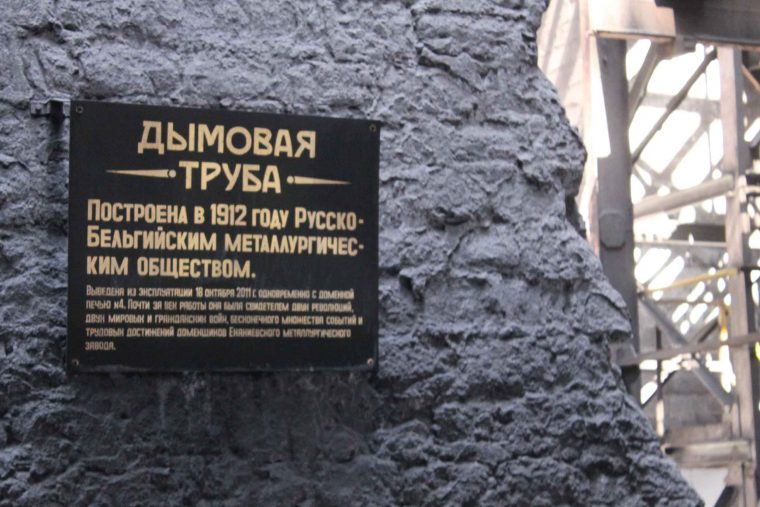 ДЫМОВАЯ
ТРУБА
ПОСТРОЕНА В 1912 ГОДУ РУССКО-
БЕЛЬГИЙСКИМ МЕТАЛЛУРГИЧЕС-
КИМ ОБЩЕСТВОМ.
ВЫВЕДЕНА ИЗ ЭКСПЛУАТАЦИИ 18 ОКТЯБРЯ 2011 Г. ОДНОВРЕМЕННО С ДОМЕННОЙ
ПЕЧЬЮ №4. ПОЧТИ ЗА ВЕК РАБОТЫ ОНА БЫЛА СВИДЕТЕЛЕМ ДВУХ РЕВОЛЮЦИЙ,
ДВУХ МИРОВЫХ И ГРАЖДАНСКИХ ВОЙН, БЕСКОНЕЧНОГО МНОЖЕСТВА СОБЫТИЙ И
ТРУДОВЫХ ДОСТИЖЕНИЙ ДОМЕНЩИКОВ ЕНАКИЕВСКОГО МЕТАЛЛУРГИЧЕСКОГО
ЗАВОДА.